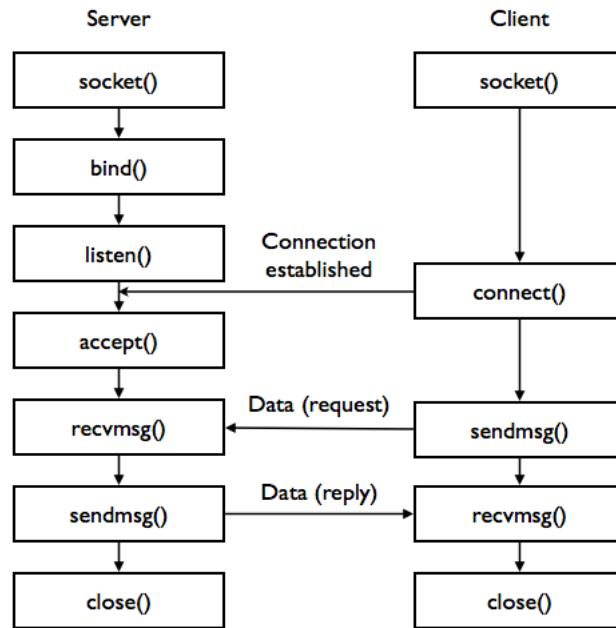 Server
Client
socket()
socket()
bind()
listen()
Connection
established
connect()
accept()
recvmsg()
Data (request)
sendmsg()
sendmsg()
Data (reply)
recvmsg()
close()
close()